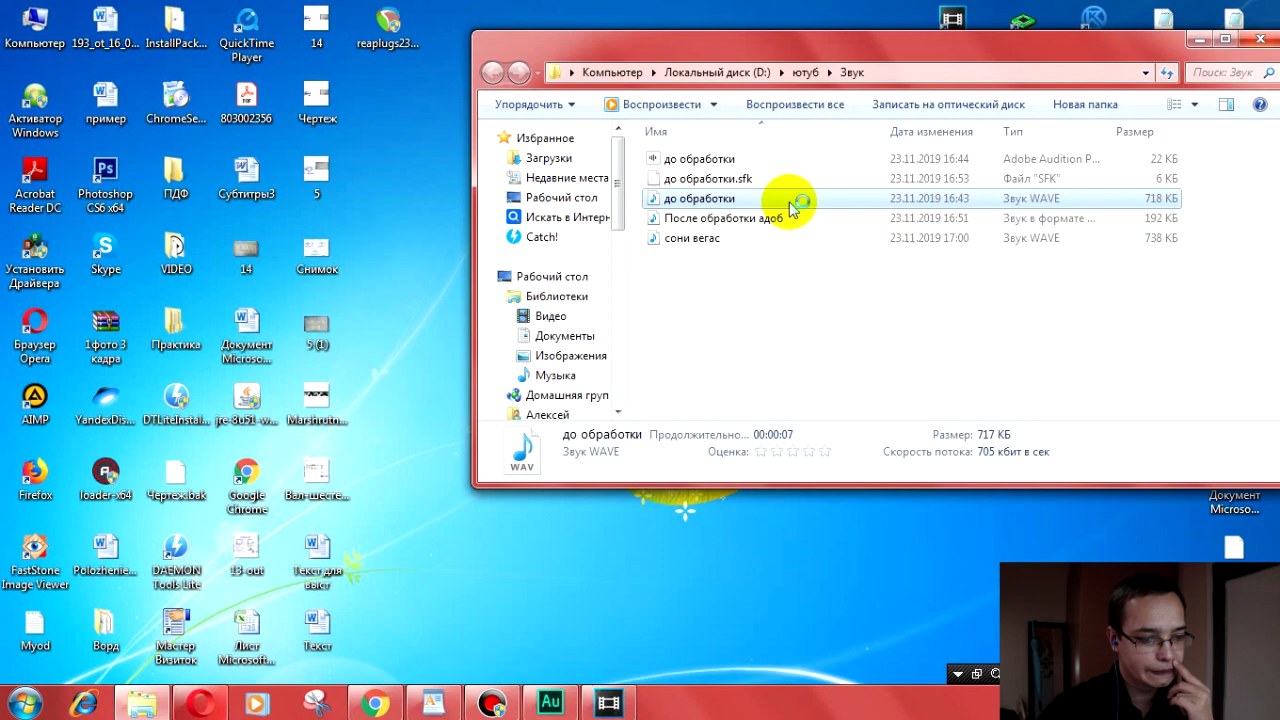 Компьютер
193_ot_16_0...
InstallPack...
QuickTime
Player
14
reaplugs23...
Активатор
Windows
пример
ChromeSe...
803002356
Чертеж
Acrobat
Reader DC
Photoshop
CS6 x64
ПДФ
Субтитры3
5
Установить
Драйвера
Skype
VIDEO
14
Снимок
Браузер
Opera
1фото 3
кадра
Практика
Документ
Microso...
5 (1)
AIMP
YandexDis...
DTLiteInstal...
jre-8u51-w...
Marshrutn...
Firefox
loader-x64
Чертеж.bak
Google
Chrome
Вал-шесте...
FastStone
Image Viewer
Polozhenie...
DAEMON
Tools Lite
13-out
Текст для
выст
Myod
Ворд
Мастер
Визиток
Лист
Microsoft...
Текст
Компьютер
Локальный диск (D:)
ютуб
Звук
Поиск: Звук
Упорядочить
Воспроизвести
Воспроизвести все
Записать на оптический диск
Новая папка
Избранное
Загрузки
Недавние места
Рабочий стол
Искать в Интерн
Catch!
Рабочий стол
Библиотеки
Видео
Документы
Изображения
Музыка
Домашняя груп
Алексей
Имя
Дата изменения
Тип
Размер
до обработки
23.11.2019 16:44
Adobe Audition P...
22 КБ
до обработки.sfk
23.11.2019 16:53
Файл "SFK"
6 КБ
до обработки
23.11.2019 16:43
Звук WAVE
718 КБ
После обработки адоб
23.11.2019 16:51
Звук в формате ...
192 КБ
сони вегас
23.11.2019 17:00
Звук WAVE
738 КБ
WAV
до обработки
Продолжительно...
00:00:07
Размер:
717 КБ
Звук WAVE
Оценка:
Скорость потока:
705 кбит в сек
Документ
Microso...
Au